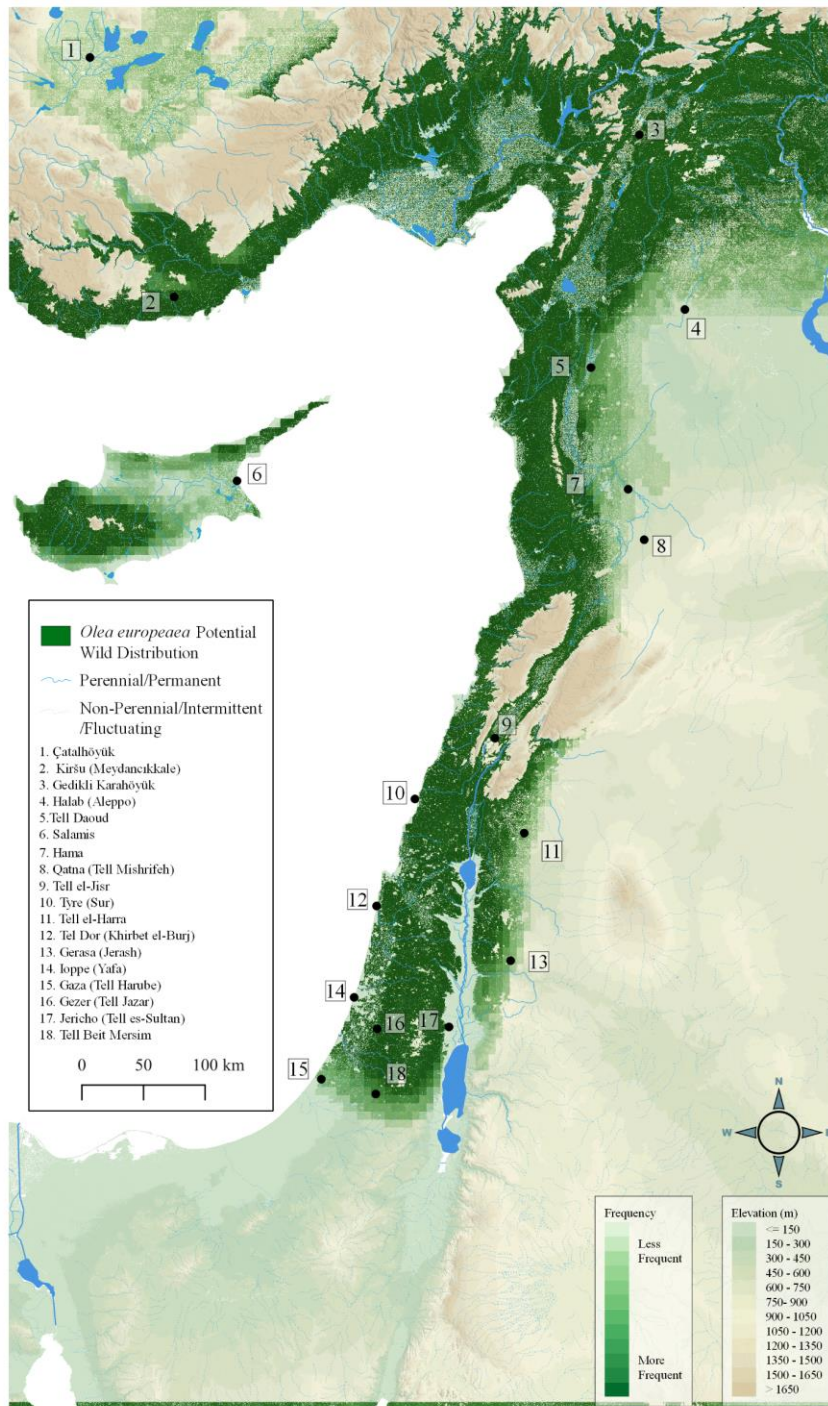 1
2
3
4
5
6
7
8
9
10
11
12
13
14
15
16
17
18
Olea europeaea Potential
Wild Distribution
Perennial/Permanent
Non-Perennial/Intermittent
/Fluctuating
1. Çatalhöyük
2. Kiršu (Meydancıkkale)
3. Gedikli Karahöyük
4. Halab (Aleppo)
5.Tell Daoud
6. Salamis
7. Hama
8. Qatna (Tell Mishrifeh)
9. Tell el-Jisr
10. Tyre (Sur)
11. Tell el-Harra
12. Tel Dor (Khirbet el-Burj)
13. Gerasa (Jerash)
14. Ioppe (Yafa)
15. Gaza (Tell Harube)
16. Gezer (Tell Jazar)
17. Jericho (Tell es-Sultan)
18. Tell Beit Mersim
0 50 100 km
N
W
S
Frequency
Less
Frequent
More
Frequent
Elevation (m)
<= 150
150 - 300
300 - 450
450 - 600
600 - 750
750- 900
900 - 1050
1050 - 1200
1200 - 1350
1350 - 1500
1500 - 1650
> 1650